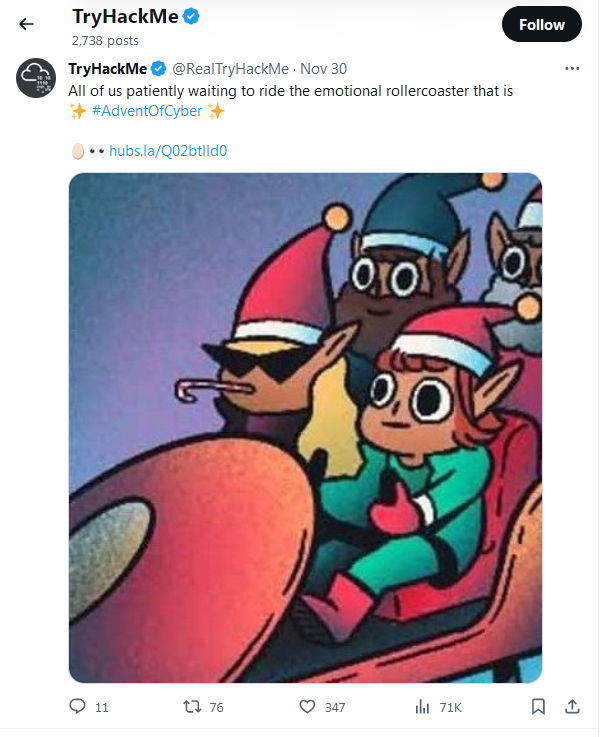 TryHackMe
2,738 posts
Follow
TryHackMe @RealTryHackMe · Nov 30
All of us patiently waiting to ride the emotional rollercoaster that is
✨ #AdventOfCyber ✨
🥚 👀 hubs.la/Q02btlld0
11 76 347 71K